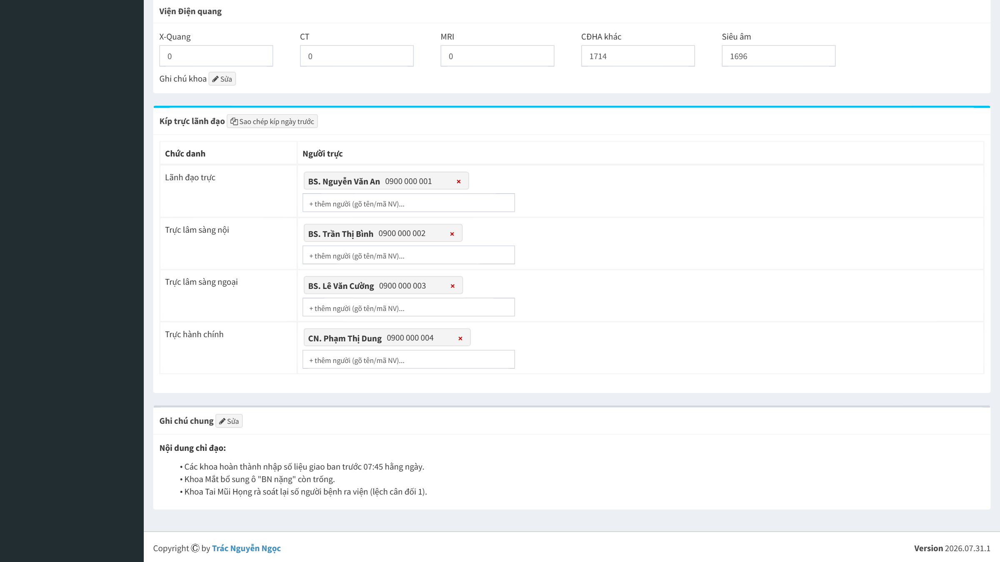 Viện Điện quang
X-Quang CT MRI CĐHA khác Siêu âm
0 0 0 1714 1696
Ghi chú khoa Sửa
Kíp trực lãnh đạo Sao chép kíp ngày trước
Chức danh Người trực
Lãnh đạo trực BS. Nguyễn Văn An 0900 000 001 ×
+ thêm người (gõ tên/mã NV)...
Trực lâm sàng nội BS. Trần Thị Bình 0900 000 002 ×
+ thêm người (gõ tên/mã NV)...
Trực lâm sàng ngoại BS. Lê Văn Cường 0900 000 003 ×
+ thêm người (gõ tên/mã NV)...
Trực hành chính CN. Phạm Thị Dung 0900 000 004 ×
+ thêm người (gõ tên/mã NV)...
Ghi chú chung Sửa
Nội dung chỉ đạo:
• Các khoa hoàn thành nhập số liệu giao ban trước 07:45 hằng ngày.
• Khoa Mắt bổ sung ô "BN nặng" còn trống.
• Khoa Tai Mũi Họng rà soát lại số người bệnh ra viện (lệch cân đối 1).
Copyright © by Trác Nguyễn Ngọc Version 2026.07.31.1